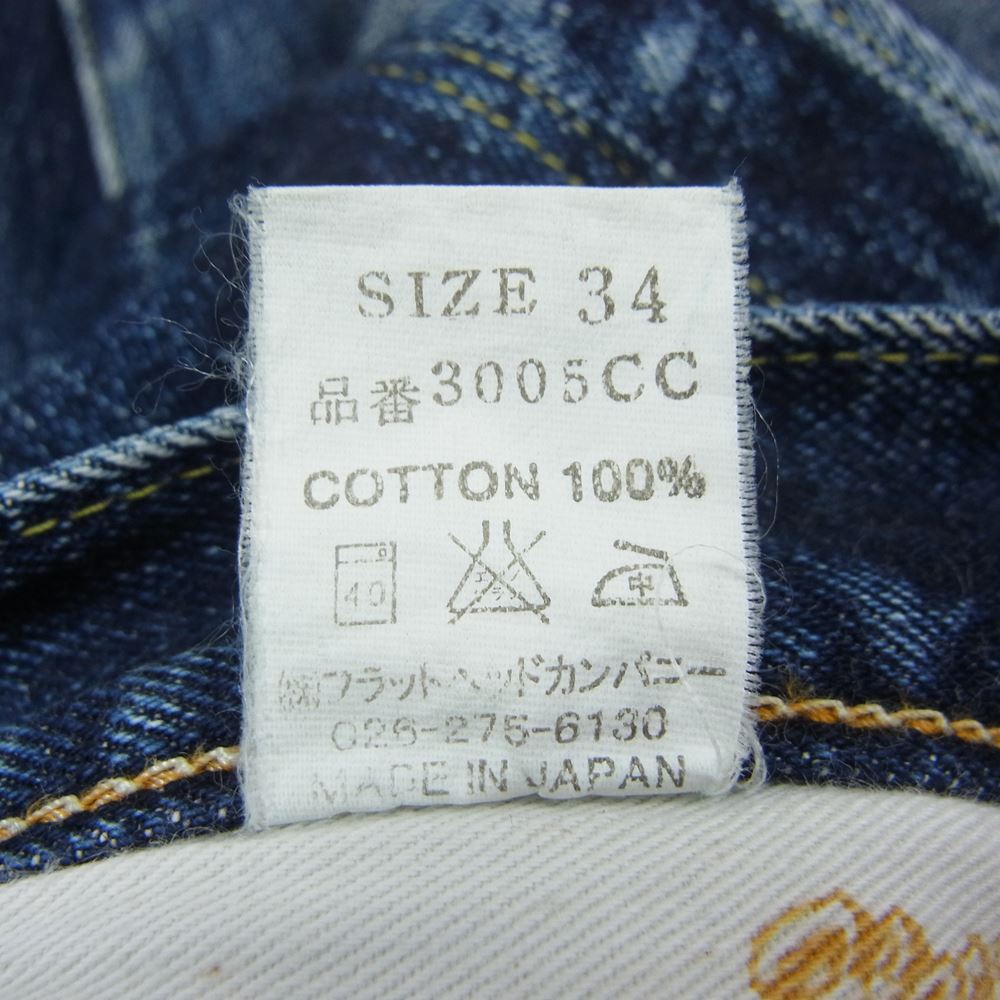 SIZE 34
品番3005CC
COTTON 100%
40
中
㈱フラットヘッドカンパニー
026-275-6130
MADE IN JAPAN